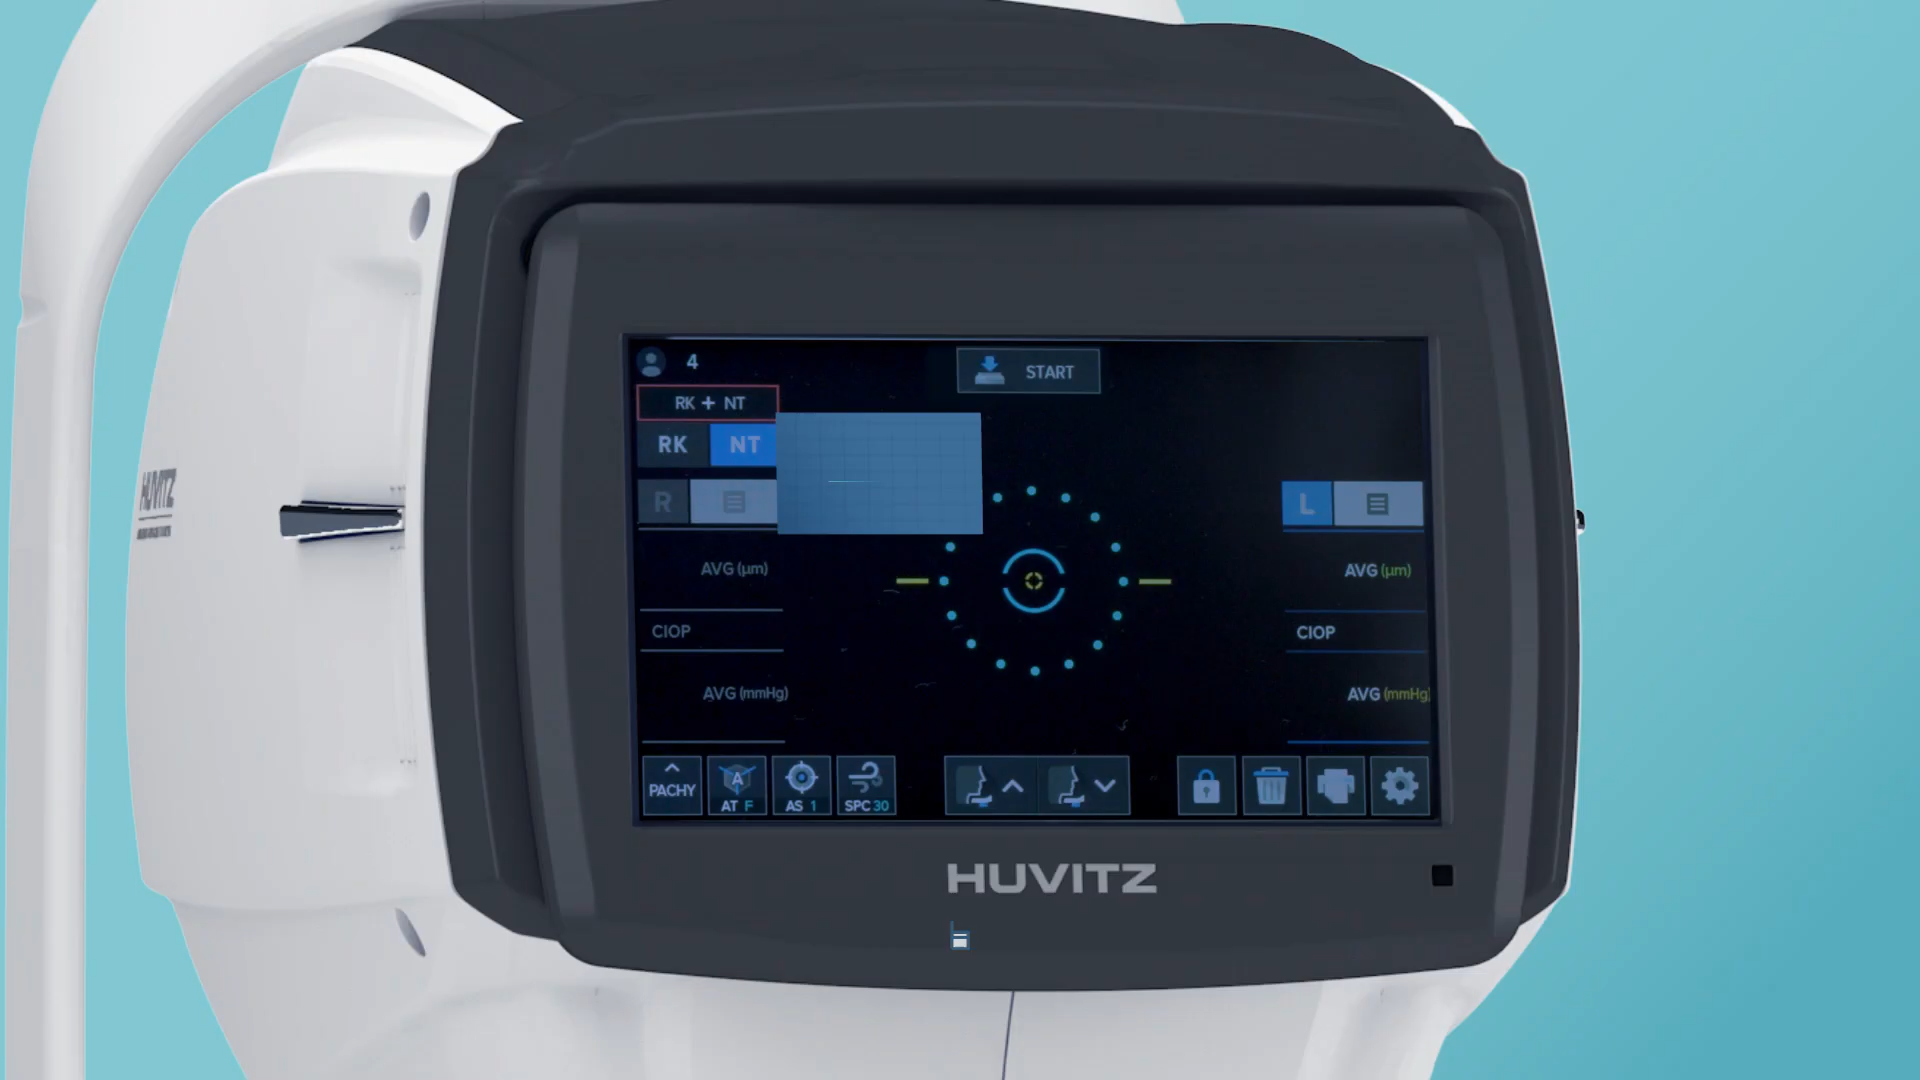 4
START
RK + NT
RK NT
R
L
AVG (µm)
AVG (µm)
CIOP
CIOP
AVG (mmHg)
AVG (mmHg)
PACHY
A
AT F
AS 1
SPC 30
HUVITZ
HUVITZ